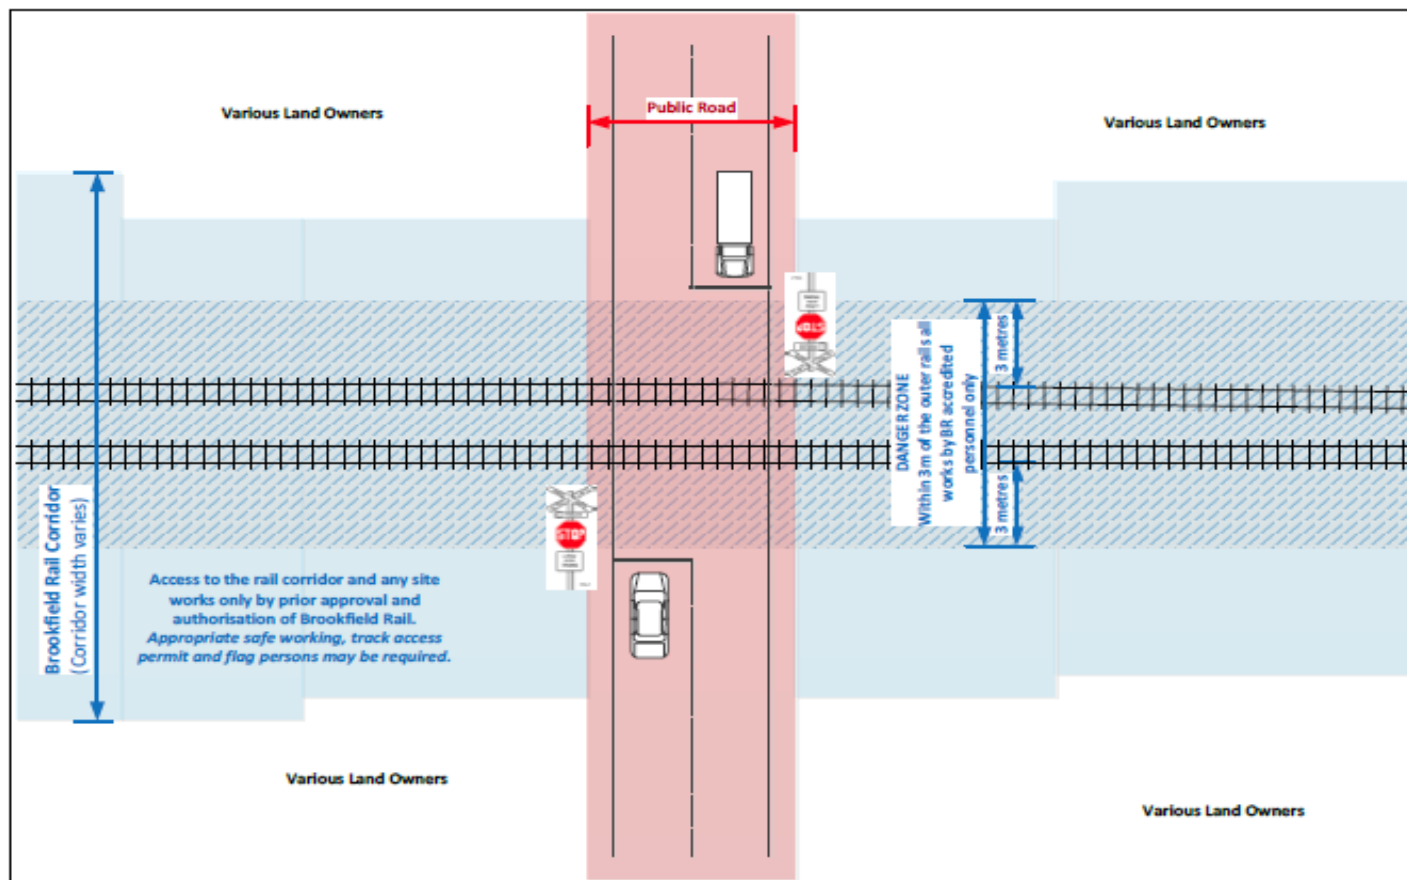 Various Land Owners
Public Road
Various Land Owners
STOP
3 metres
DANGER ZONE
Within 3m of the outer rails all
works by BR accredited
personnel only
3 metres
STOP
Brookfield Rail Corridor
(Corridor width varies)
Access to the rail corridor and any site
works only by prior approval and
authorisation of Brookfield Rail.
Appropriate safe working, track access
permit and flag persons may be required.
Various Land Owners
Various Land Owners